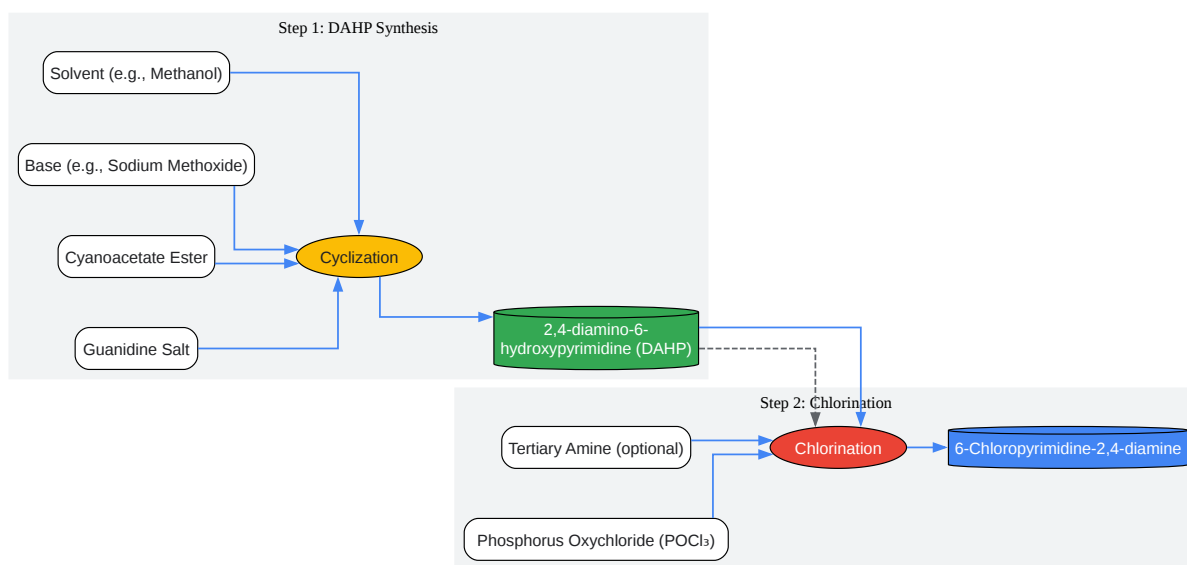 Step 1: DAHP Synthesis
Solvent (e.g., Methanol)
Base (e.g., Sodium Methoxide)
Cyanoacetate Ester
Cyclization
Guanidine Salt
2,4-diamino-6-
hydroxypyrimidine (DAHP)
Step 2: Chlorination
Tertiary Amine (optional)
Chlorination
6-Chloropyrimidine-2,4-diamine
Phosphorus Oxychloride (POCl₃)